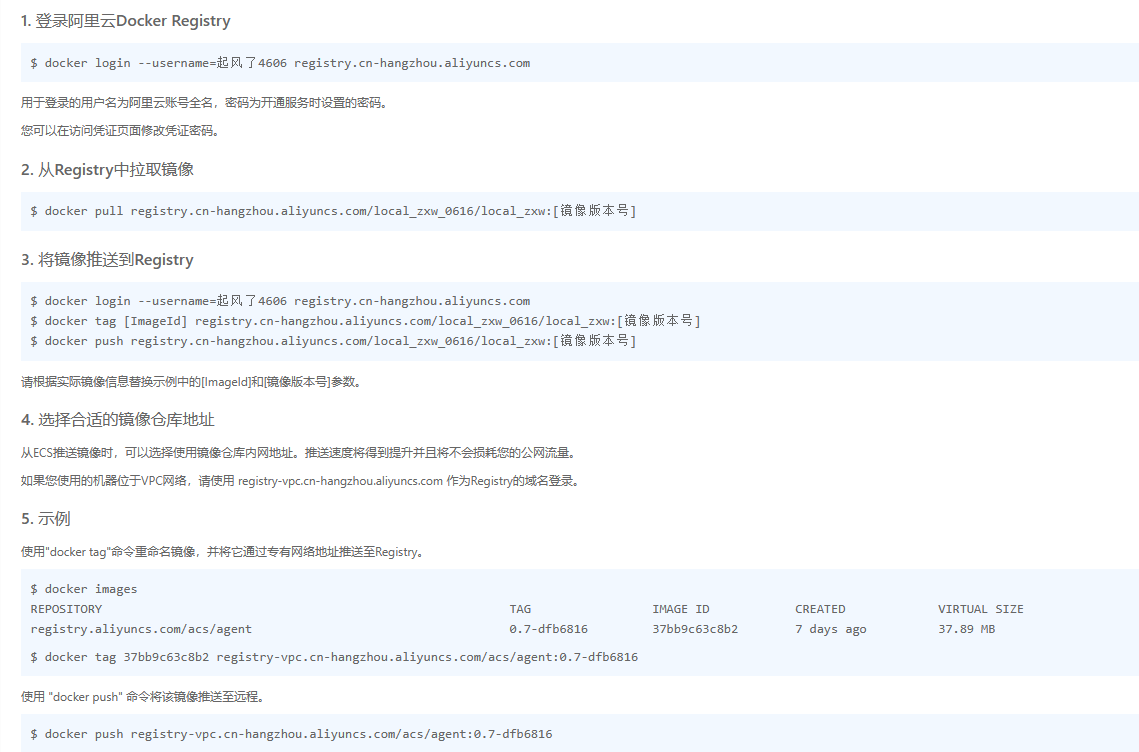 1. 登录阿里云Docker Registry
$ docker login --username=起风了4606 registry.cn-hangzhou.aliyuncs.com
用于登录的用户名为阿里云账号全名，密码为开通服务时设置的密码。
您可以在访问凭证页面修改凭证密码。
2. 从Registry中拉取镜像
$ docker pull registry.cn-hangzhou.aliyuncs.com/local_zxw_0616/local_zxw:[镜像版本号]
3. 将镜像推送到Registry
$ docker login --username=起风了4606 registry.cn-hangzhou.aliyuncs.com
$ docker tag [ImageId] registry.cn-hangzhou.aliyuncs.com/local_zxw_0616/local_zxw:[镜像版本号]
$ docker push registry.cn-hangzhou.aliyuncs.com/local_zxw_0616/local_zxw:[镜像版本号]
请根据实际镜像信息替换示例中的[ImageId]和[镜像版本号]参数。
4. 选择合适的镜像仓库地址
从ECS推送镜像时，可以选择使用镜像仓库内网地址。推送速度将得到提升并且将不会损耗您的公网流量。
如果您使用的机器位于VPC网络，请使用 registry-vpc.cn-hangzhou.aliyuncs.com 作为Registry的域名登录。
5. 示例
使用"docker tag"命令重命名镜像，并将它通过专有网络地址推送至Registry。
$ docker images
REPOSITORY TAG IMAGE ID CREATED VIRTUAL SIZE
registry.aliyuncs.com/acs/agent 0.7-dfb6816 37bb9c63c8b2 7 days ago 37.89 MB
$ docker tag 37bb9c63c8b2 registry-vpc.cn-hangzhou.aliyuncs.com/acs/agent:0.7-dfb6816
使用 "docker push" 命令将该镜像推送至远程。
$ docker push registry-vpc.cn-hangzhou.aliyuncs.com/acs/agent:0.7-dfb6816